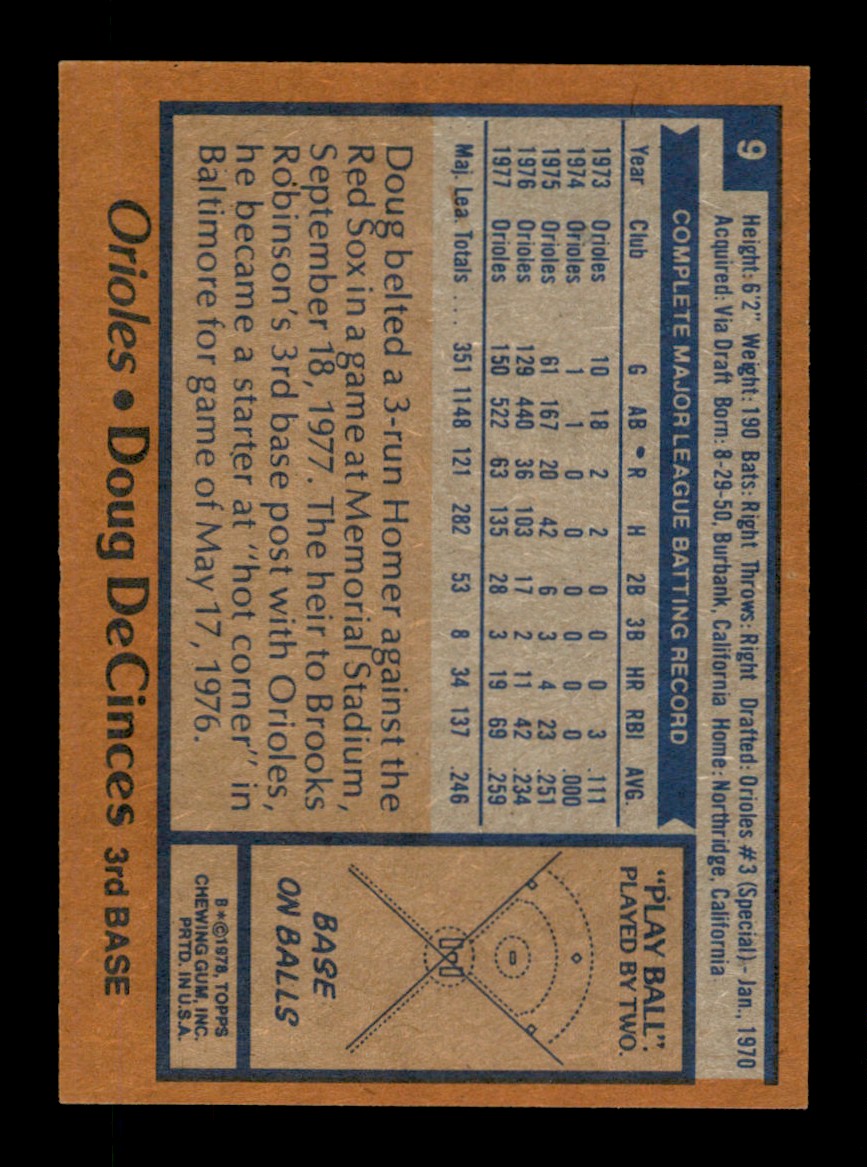 9
Height: 6'2" Weight: 190 Bats: Right Throws: Right Drafted: Orioles #3 (Special)-Jan., 1970
Acquired: Via Draft Born: 8-29-50, Burbank, California Home: Northridge, California
COMPLETE MAJOR LEAGUE BATTING RECORD
Year Club G AB R H 2B 3B HR RBI AVG.
1973 Orioles 10 18 2 2 0 0 0 3 .111
1974 Orioles 1 1 0 0 0 0 0 0 .000
1975 Orioles 61 167 20 42 6 3 4 23 .251
1976 Orioles 129 440 36 103 17 2 11 42 .234
1977 Orioles 150 522 63 135 28 3 19 69 .259
Maj. Lea. Totals .... 351 1148 121 282 53 8 34 137 .246
Doug belted a 3-run Homer against the
Red Sox in a game at Memorial Stadium,
September 18, 1977. The heir to Brooks
Robinson's 3rd base post with Orioles,
he became a starter at "hot corner" in
Baltimore for game of May 17, 1976.
"PLAY BALL":
PLAYED BY TWO.
BASE
ON BALLS
B*©1978, TOPPS
CHEWING GUM, INC.
PRTD. IN U.S.A.
Orioles • Doug DeCinces 3rd BASE